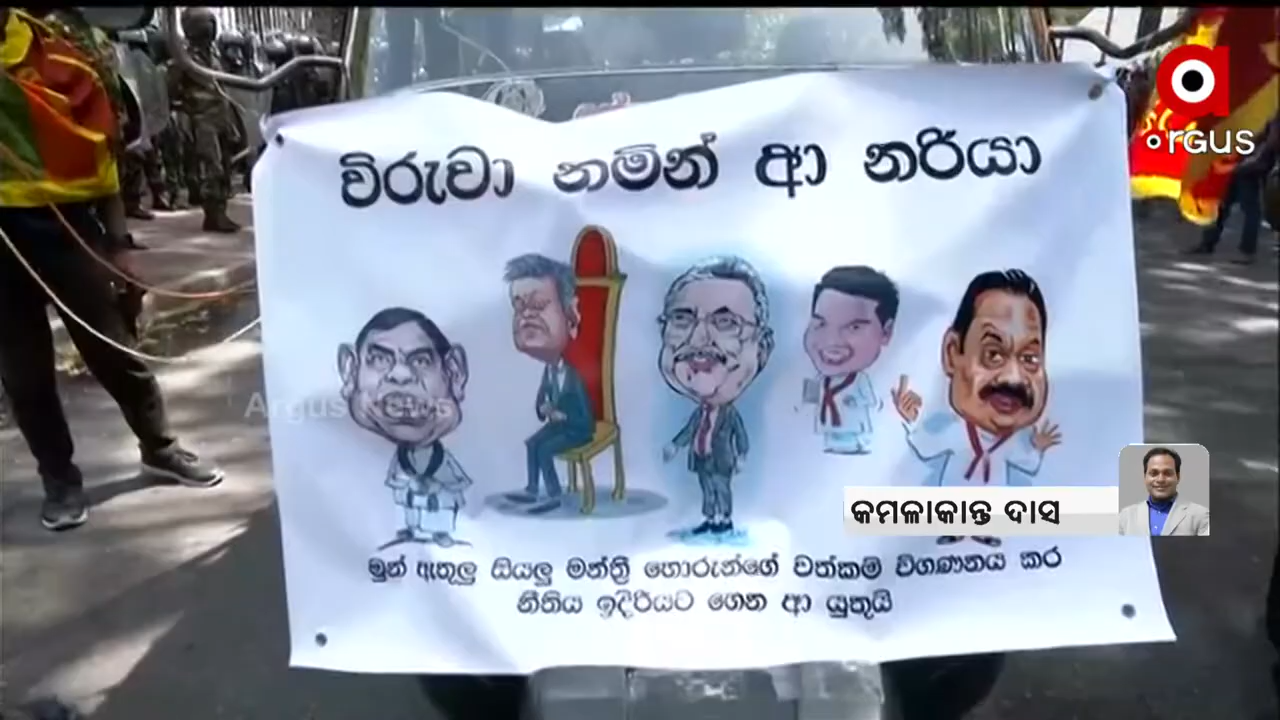 විරුවා නමින් ආ නරියා
argus
Argus News
କମଳାକାନ୍ତ ଦାସ
මුන් ඇතුලු සියලු මන්ත්‍රී හොරුන්ගේ වත්කම් විගණනය කර
නීතිය ඉදිරියට ගෙන ආ යුතුයි